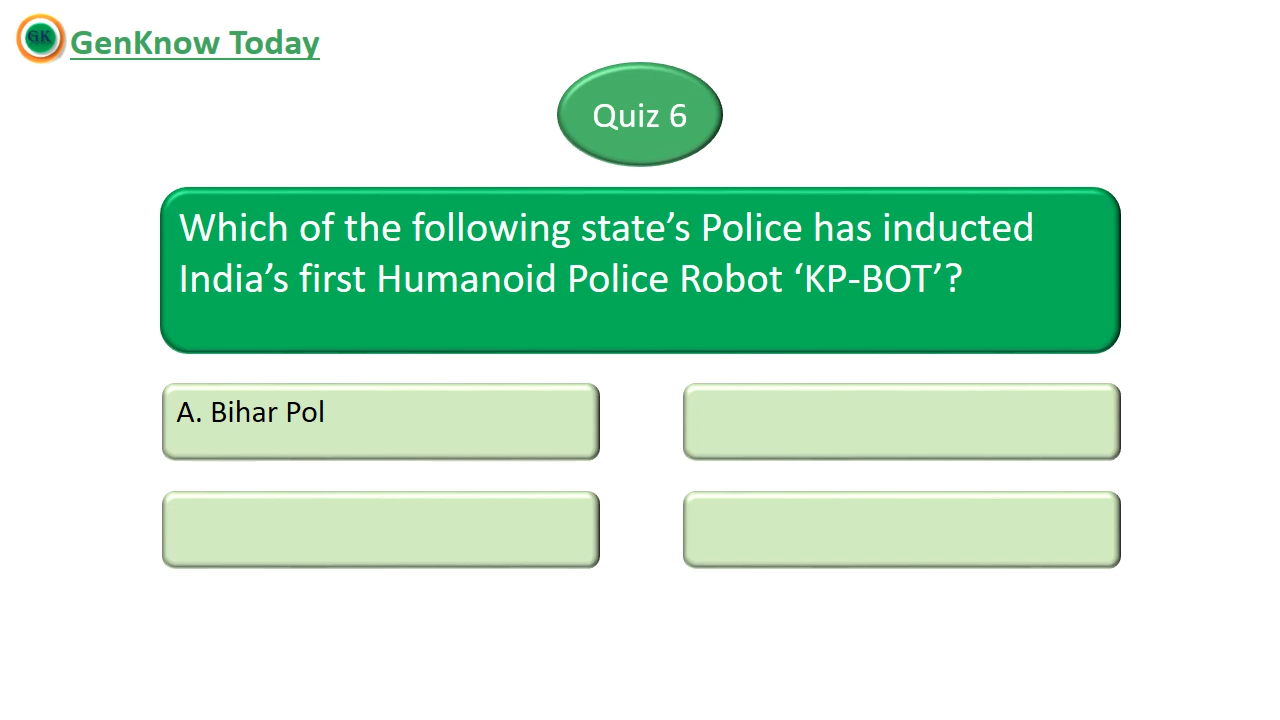 GK
GenKnow Today
Quiz 6
Which of the following state’s Police has inducted
India’s first Humanoid Police Robot ‘KP-BOT’?
A. Bihar Pol